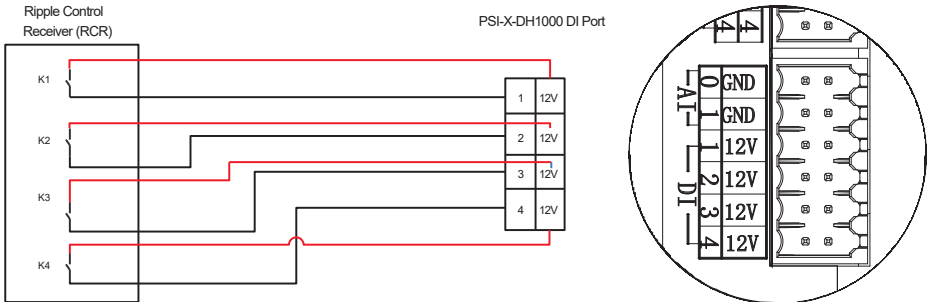 Ripple Control
Receiver (RCR)
PSI-X-DH1000 DI Port
K1
K2
K3
K4
1 12V
2 12V
3 12V
4 12V
4 4
AI
0 GND
1 GND
DI
1 12V
2 12V
3 12V
4 12V